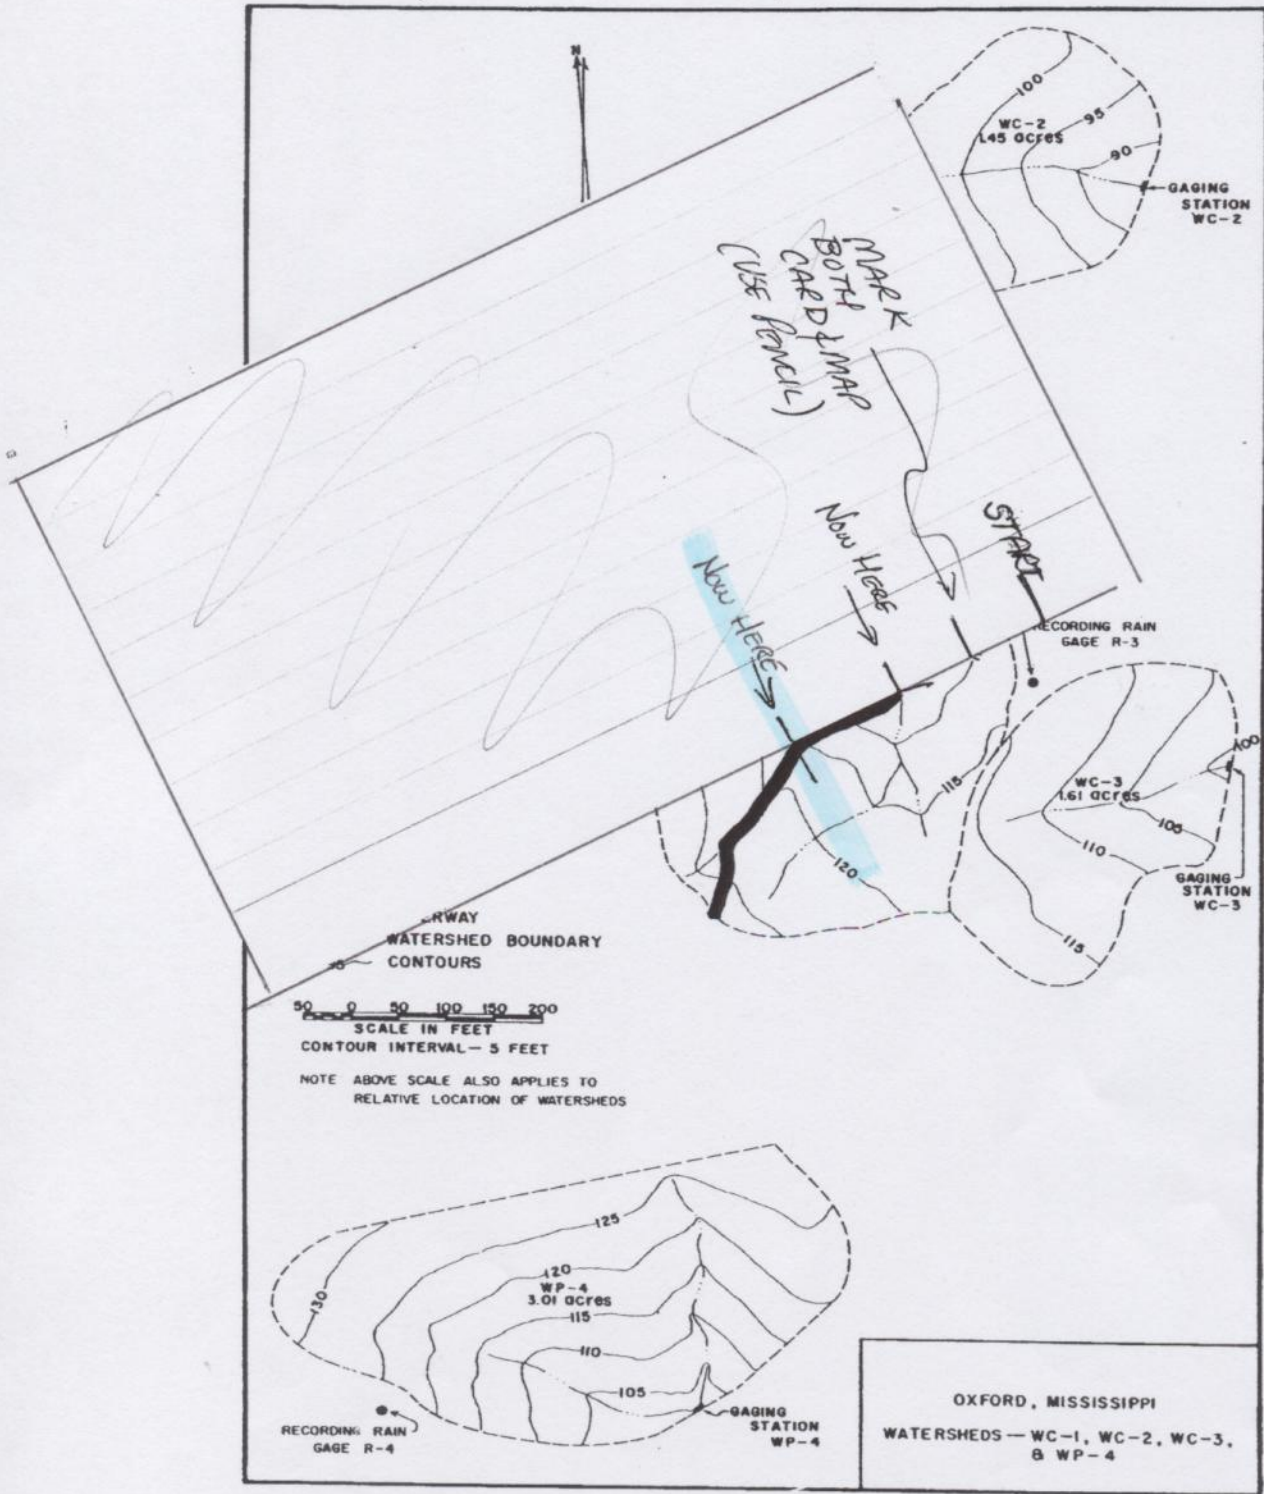 N
100
WC-2
1.45 acres
95
90
GAGING
STATION
WC-2
MARK
BOTH
CARD & MAP
(USE PENCIL)
START
NOW HERE
NOW HERE
RECORDING RAIN
GAGE R-3
100
WC-3
1.61 acres
115
105
110
120
GAGING
STATION
WC-3
115
ERWAY
WATERSHED BOUNDARY
CONTOURS
50 0 50 100 150 200
SCALE IN FEET
CONTOUR INTERVAL — 5 FEET
NOTE ABOVE SCALE ALSO APPLIES TO
RELATIVE LOCATION OF WATERSHEDS
125
120
WP-4
3.01 acres
130
115
110
105
RECORDING RAIN
GAGE R-4
GAGING
STATION
WP-4
OXFORD, MISSISSIPPI
WATERSHEDS — WC-1, WC-2, WC-3,
& WP-4